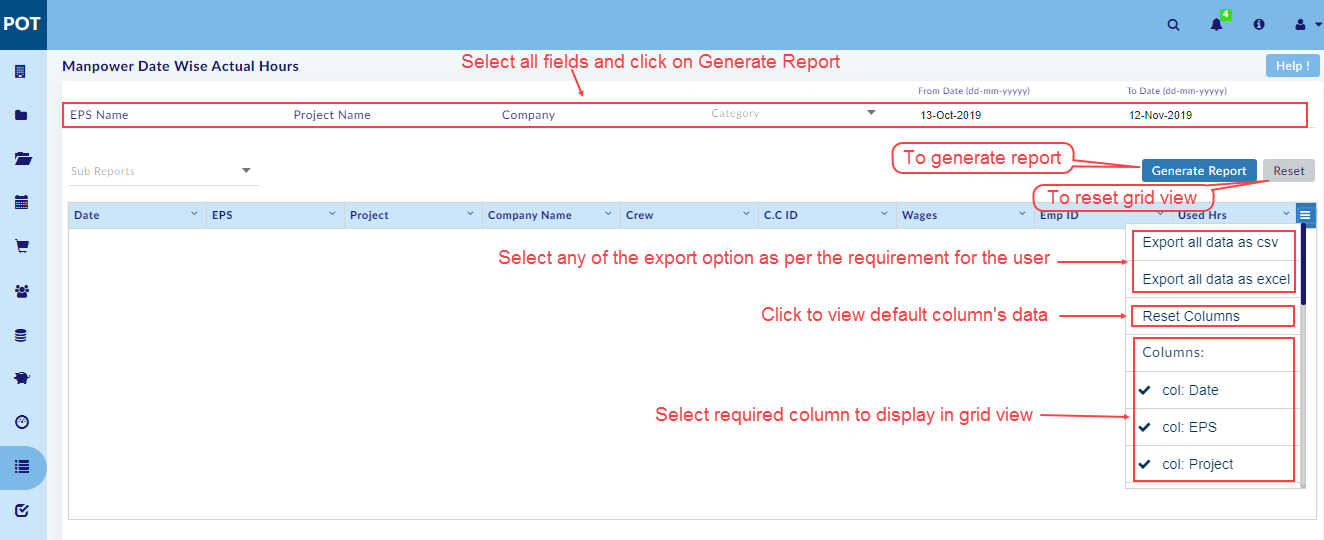 POT
4
Manpower Date Wise Actual Hours
Select all fields and click on Generate Report
Help !
From Date (dd-mm-yyyyy)
To Date (dd-mm-yyyyy)
EPS Name
Project Name
Company
Category
13-Oct-2019
12-Nov-2019
To generate report
Sub Reports
Generate Report
Reset
To reset grid view
Date
EPS
Project
Company Name
Crew
C.C ID
Wages
Emp ID
Used Hrs
Export all data as csv
Select any of the export option as per the requirement for the user
Export all data as excel
Click to view default column's data
Reset Columns
Columns:
col: Date
Select required column to display in grid view
col: EPS
col: Project